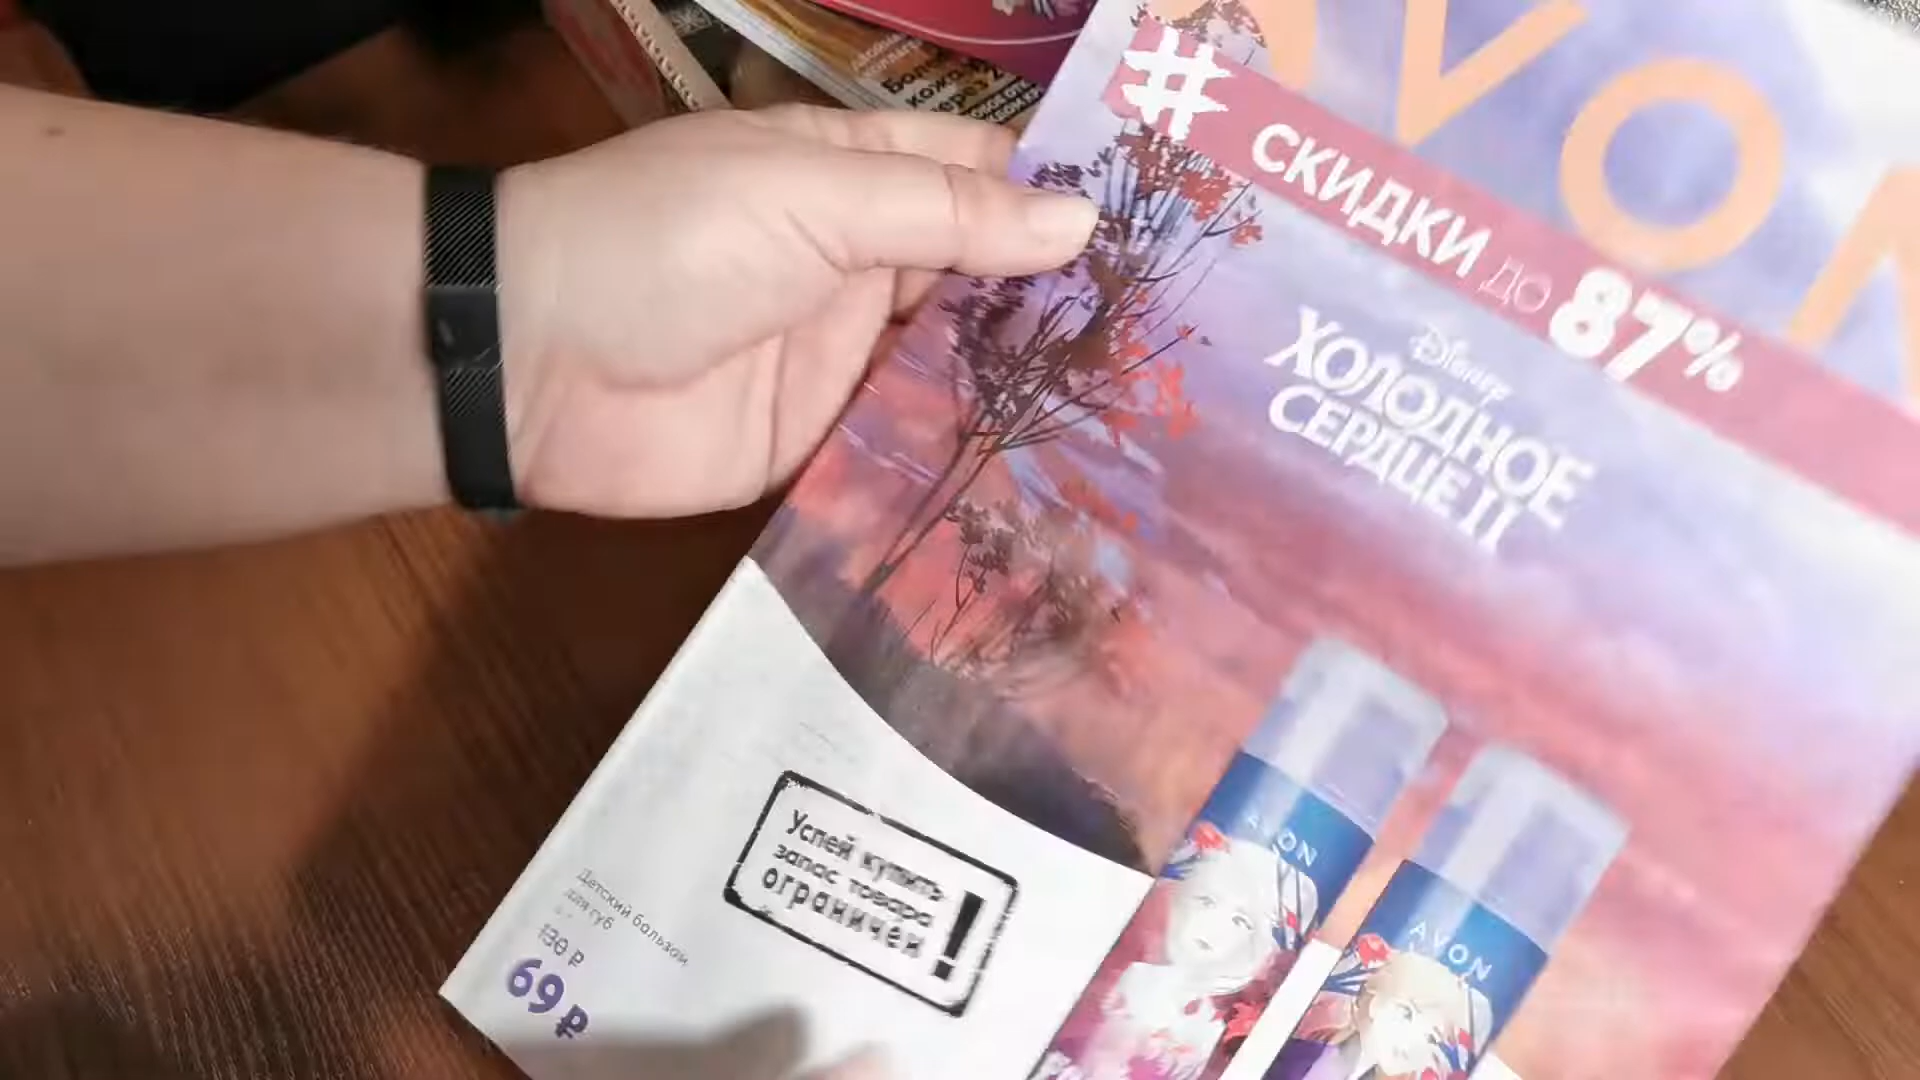 AVON
#СКИДКИ ДО 87%
Disney
ХОЛОДНОЕ
СЕРДЦЕ II
AVON
AVON
Успей купить,
запас товара
ограничен!
Детский бальзам
для губ
130 ₽
69 ₽